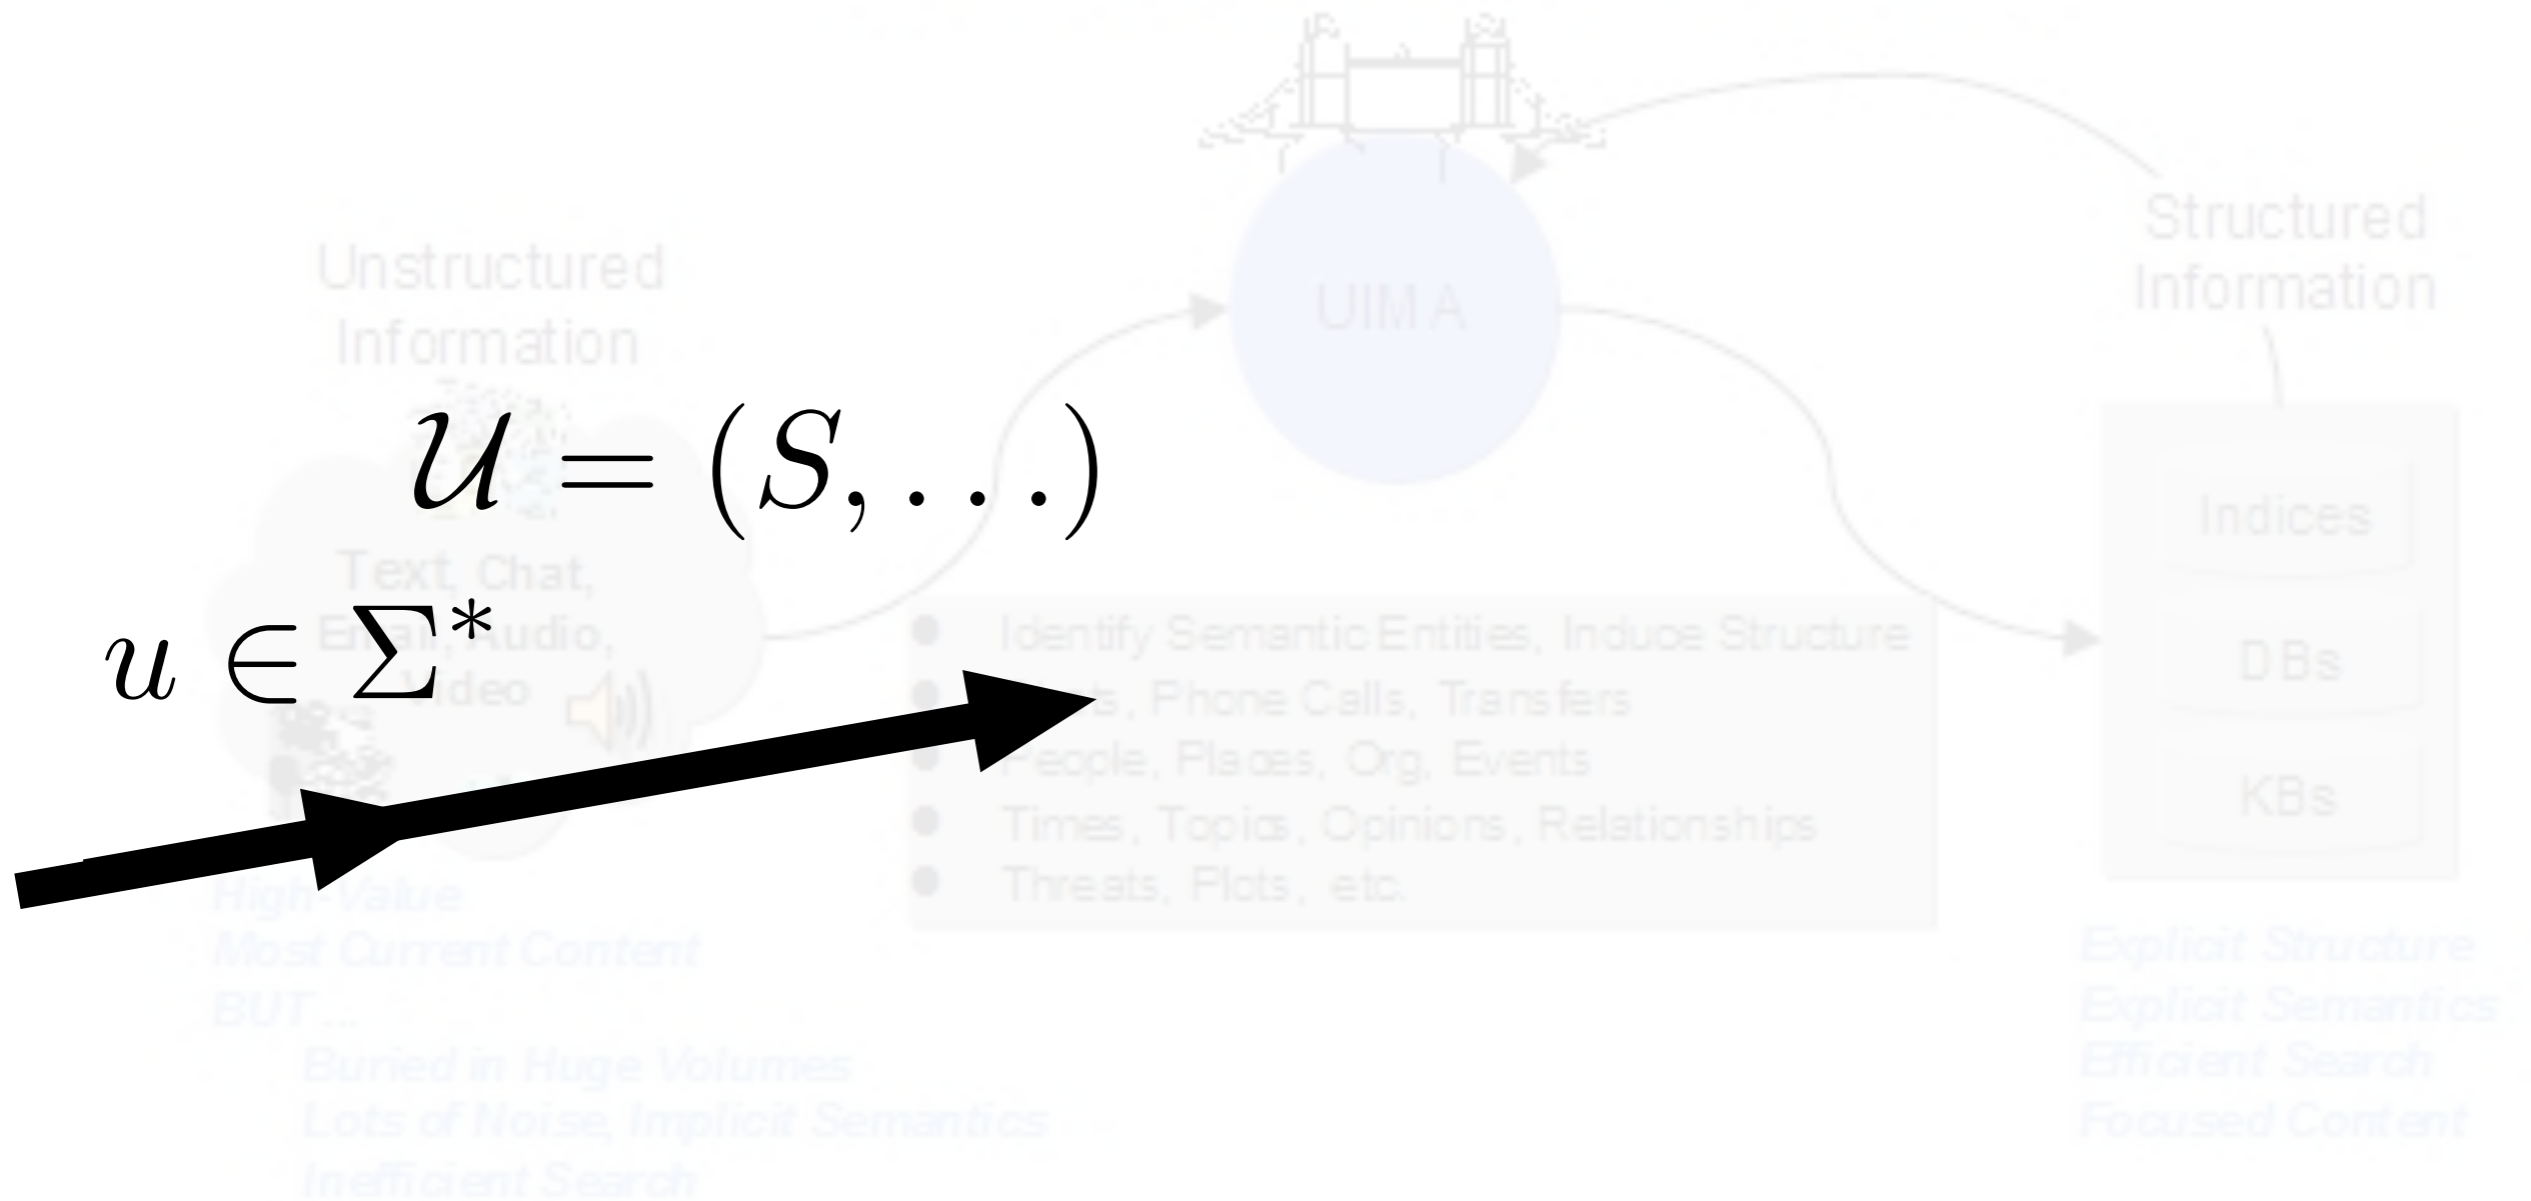 Unstructured
Information
𝒰 = (S, . . .)
Text, Chat,
Email, Audio,
Video
u ∈ Σ*
High-Value
Most Current Content
BUT ...
Buried in Huge Volumes
Lots of Noise, Implicit Semantics
Inefficient Search
UIMA
● Identify Semantic Entities, Induce Structure
● , Phone Calls, Transfers
● People, Places, Org, Events
● Times, Topics, Opinions, Relationships
● Threats, Plots, etc.
Structured
Information
Indices
DBs
KBs
Explicit Structure
Explicit Semantics
Efficient Search
Focused Content